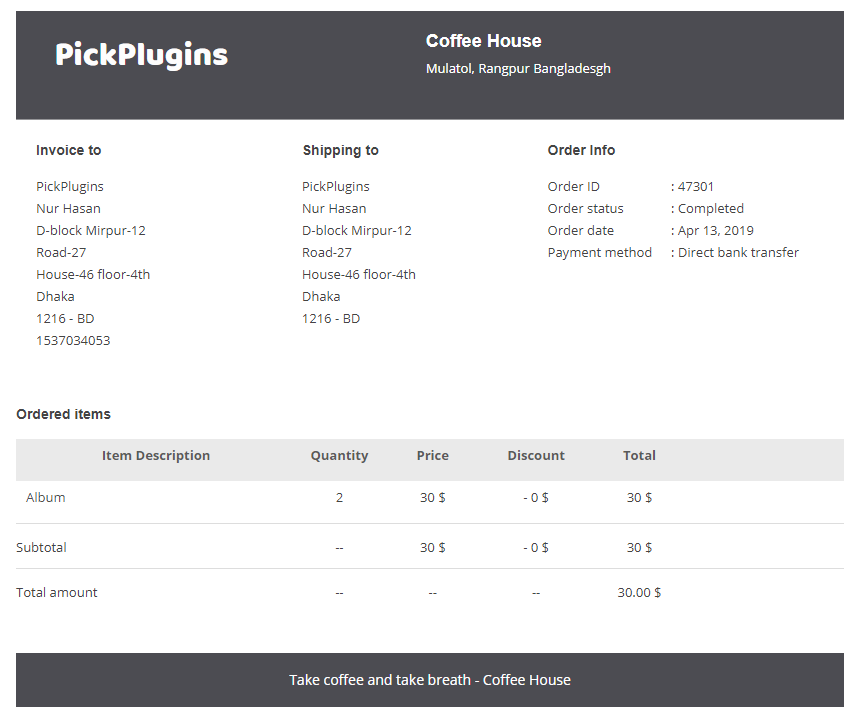 PickPlugins
Coffee House
Mulatol, Rangpur Bangladesgh
Invoice to
PickPlugins
Nur Hasan
D-block Mirpur-12
Road-27
House-46 floor-4th
Dhaka
1216 - BD
1537034053
Shipping to
PickPlugins
Nur Hasan
D-block Mirpur-12
Road-27
House-46 floor-4th
Dhaka
1216 - BD
Order Info
Order ID : 47301
Order status : Completed
Order date : Apr 13, 2019
Payment method : Direct bank transfer
Ordered items
Item Description Quantity Price Discount Total
Album 2 30 $ - 0 $ 30 $
Subtotal -- 30 $ - 0 $ 30 $
Total amount -- -- -- 30.00 $
Take coffee and take breath - Coffee House